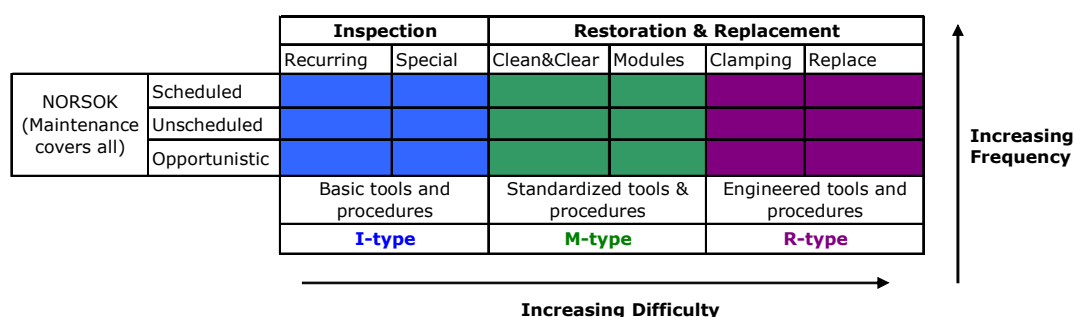 Inspection Restoration & Replacement
Recurring Special Clean&Clear Modules Clamping Replace
NORSOK
(Maintenance
covers all)
Scheduled
Unscheduled
Opportunistic
Increasing
Frequency
Basic tools and
procedures
Standardized tools &
procedures
Engineered tools and
procedures
I-type M-type R-type
Increasing Difficulty